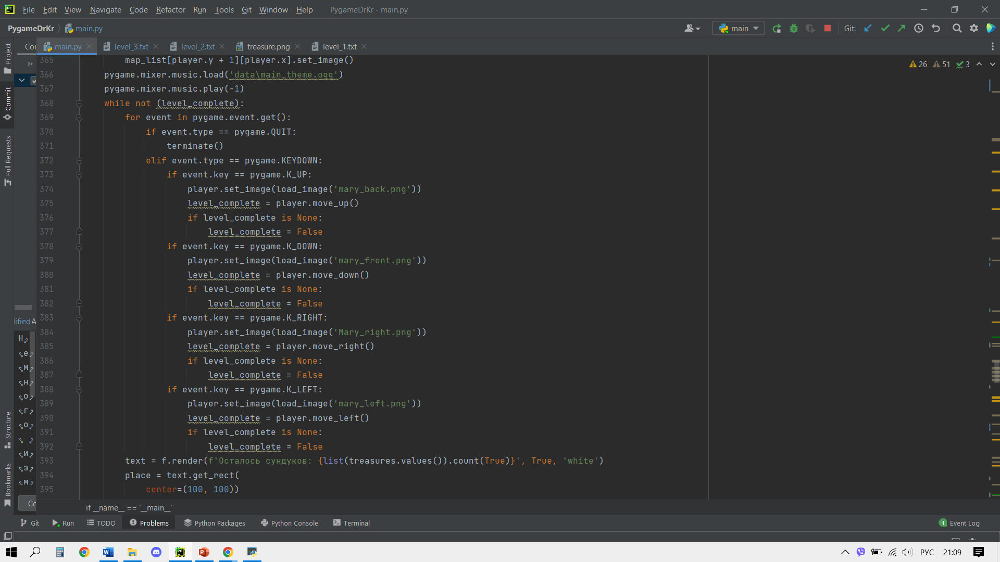 File Edit View Navigate Code Refactor Run Tools Git Window Help PygameDrKr - main.py
PygameDrKr main.py main Git:
Project
Commit
Pull Requests
Structure
Bookmarks
Cor main.py level_3.txt level_2.txt treasure.png level_1.txt
26 51 3
365 map_list[player.y + 1][player.x].set_image()
366 pygame.mixer.music.load('data\main_theme.ogg')
367 pygame.mixer.music.play(-1)
368 while not (level_complete):
369 for event in pygame.event.get():
370 if event.type == pygame.QUIT:
371 terminate()
372 elif event.type == pygame.KEYDOWN:
373 if event.key == pygame.K_UP:
374 player.set_image(load_image('mary_back.png'))
375 level_complete = player.move_up()
376 if level_complete is None:
377 level_complete = False
378 if event.key == pygame.K_DOWN:
379 player.set_image(load_image('mary_front.png'))
380 level_complete = player.move_down()
381 if level_complete is None:
382 level_complete = False
383 if event.key == pygame.K_RIGHT:
384 player.set_image(load_image('Mary_right.png'))
385 level_complete = player.move_right()
386 if level_complete is None:
387 level_complete = False
388 if event.key == pygame.K_LEFT:
389 player.set_image(load_image('mary_left.png'))
390 level_complete = player.move_left()
391 if level_complete is None:
392 level_complete = False
393 text = f.render(f'Осталось сундуков: {list(treasures.values()).count(True)}', True, 'white')
394 place = text.get_rect(
395 center=(100, 100))
ified A
Н
е
м
н
о
г
о
и
з
м
Co
if __name__ == '__main__'
Git Run TODO Problems Python Packages Python Console Terminal 1 Event Log
РУС 21:09